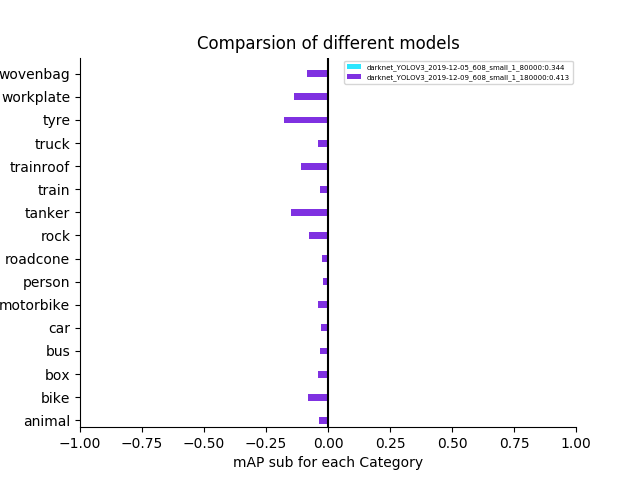 Comparsion of different models
darknet_YOLOV3_2019-12-05_608_small_1_80000:0.344
darknet_YOLOV3_2019-12-09_608_small_1_180000:0.413
wovenbag
workplate
tyre
truck
trainroof
train
tanker
rock
roadcone
person
motorbike
car
bus
box
bike
animal
−1.00 −0.75 −0.50 −0.25 0.00 0.25 0.50 0.75 1.00
mAP sub for each Category